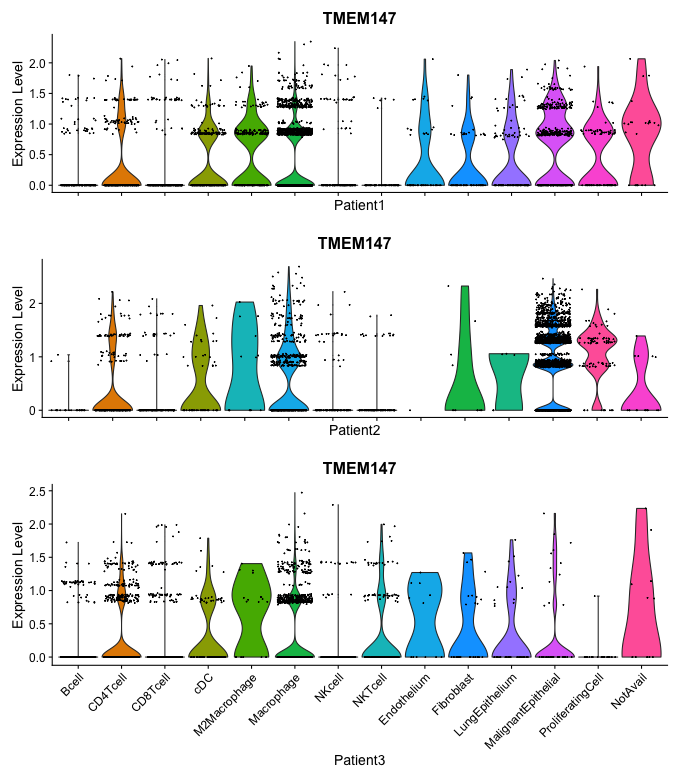 TMEM147
Expression Level
2.0
1.5
1.0
0.5
0.0
Patient1
TMEM147
Expression Level
2
1
0
Patient2
TMEM147
Expression Level
2.5
2.0
1.5
1.0
0.5
0.0
Bcell
CD4Tcell
CD8Tcell
cDC
M2Macrophage
Macrophage
NKcell
NKTcell
Endothelium
Fibroblast
LungEpithelium
MalignantEpithelial
ProliferatingCell
NotAvail
Patient3